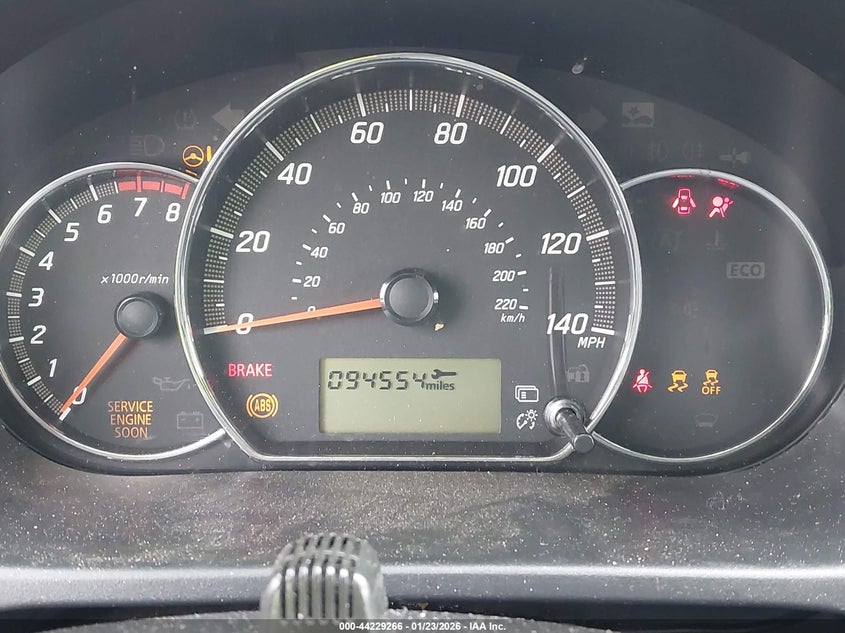 60 80
40 100
20 120
0 140
MPH
80 100 120 140
60 160
40 180
20 200
0 220
km/h
6 7 8
5
4
3
2
1
0
x1000r/min
ECO
BRAKE
ABS
SERVICE
ENGINE
SOON
094554 miles
OFF
000-44229266 - 01/23/2026 - IAA Inc.